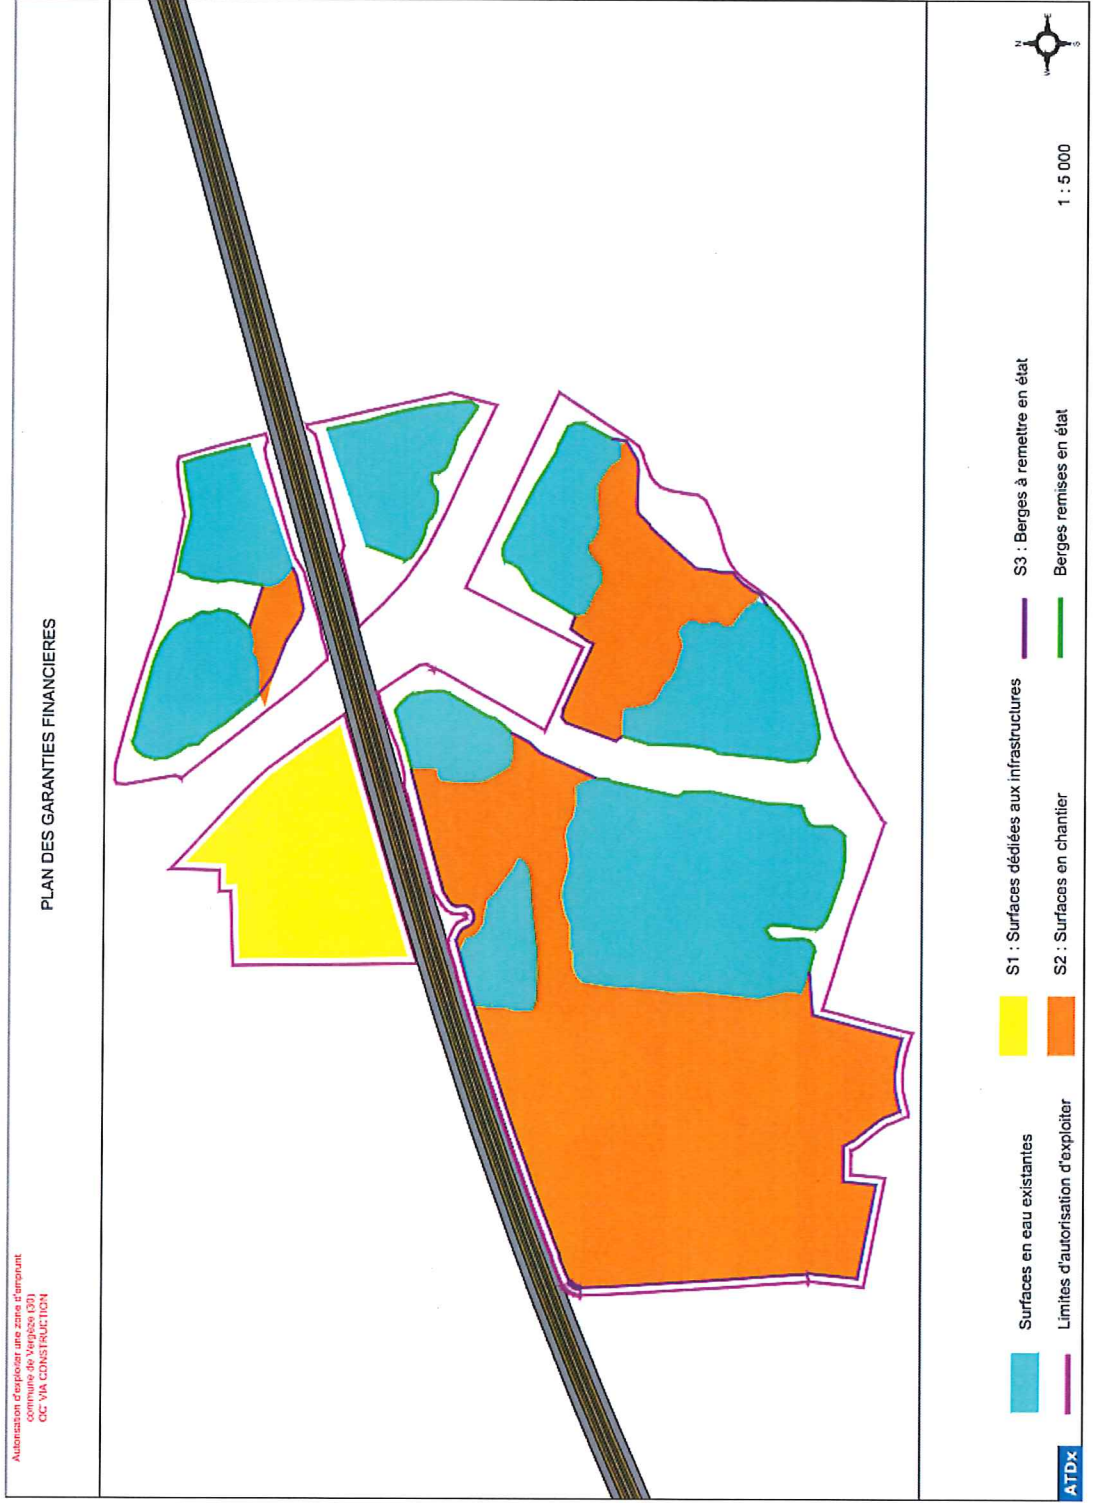 Autorisation d'exploiter une zone d'emprunt
commune de Vergèze (30)
OC' VIA CONSTRUCTION
PLAN DES GARANTIES FINANCIERES
Surfaces en eau existantes
S1 : Surfaces dédiées aux infrastructures
S3 : Berges à remettre en état
Limites d'autorisation d'exploiter
S2 : Surfaces en chantier
Berges remises en état
1 : 5 000
N
E
S
W
ATDx